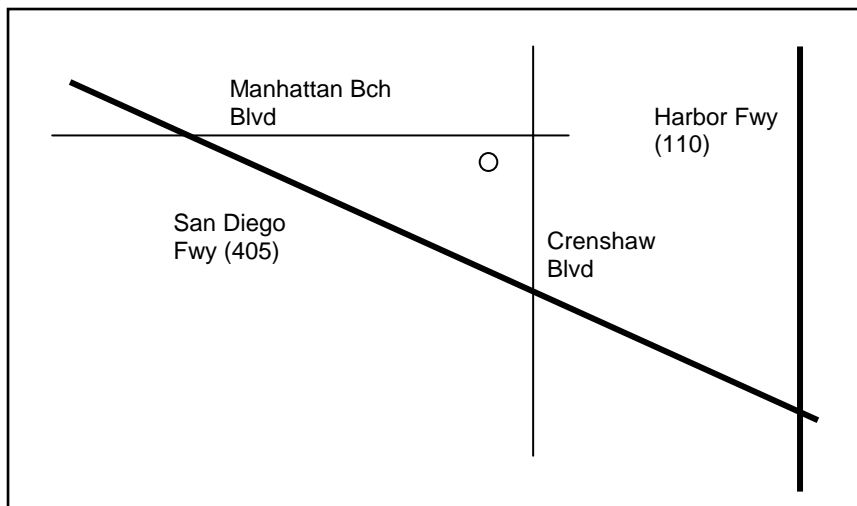 Manhattan Bch
Blvd
Harbor Fwy
(110)
San Diego
Fwy (405)
Crenshaw
Blvd